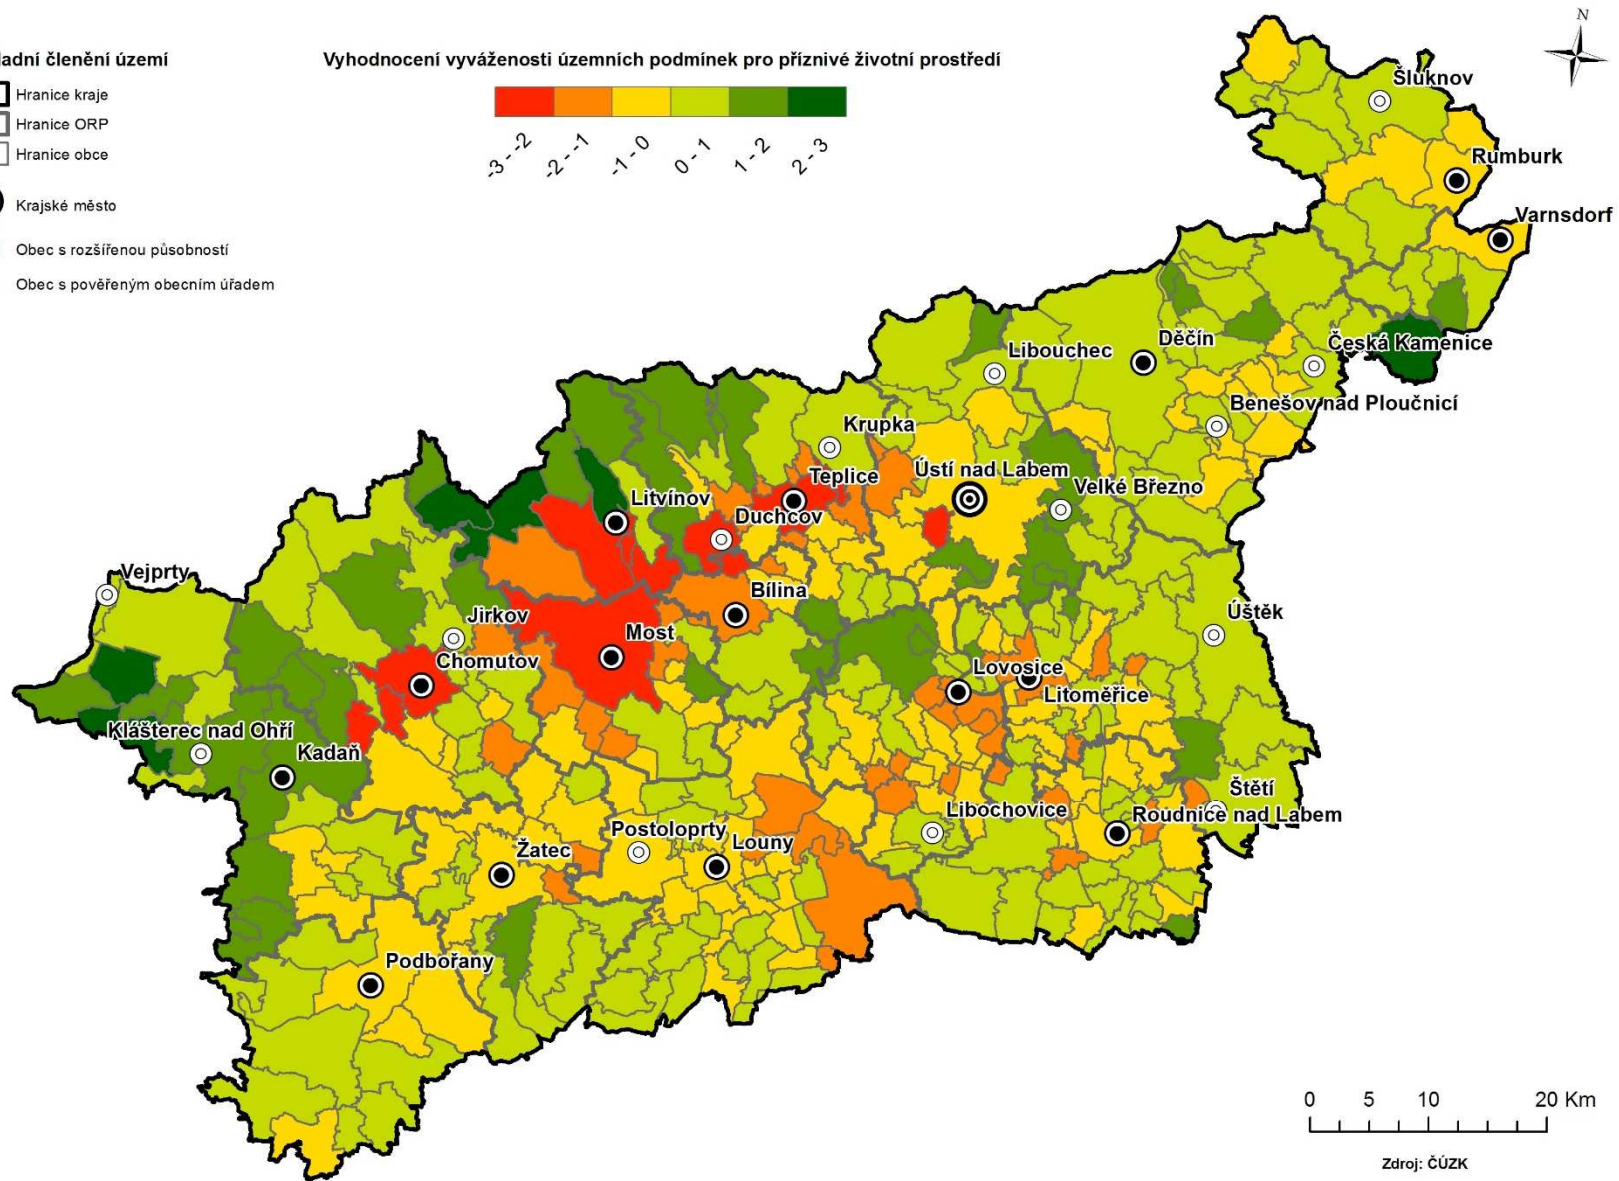 ladní členění území
Hranice kraje
Hranice ORP
Hranice obce
Krajské město
Obec s rozšířenou působností
Obec s pověřeným obecním úřadem
Vyhodnocení vyváženosti územních podmínek pro příznivé životní prostředí
-3 - -2
-2 - -1
-1 - 0
0 - 1
1 - 2
2 - 3
N
Šluknov
Rumburk
Varnsdorf
Děčín
Česká Kamenice
Libouchec
Benešov nad Ploučnicí
Krupka
Teplice
Ústí nad Labem
Velké Březno
Litvínov
Duchcov
Vejprty
Bílina
Jirkov
Most
Úštěk
Chomutov
Lovosice
Litoměřice
Klášterec nad Ohří
Kadaň
Štětí
Libochovice
Roudnice nad Labem
Postoloprty
Louny
Žatec
Podbořany
0 5 10 20 Km
Zdroj: ČÚZK